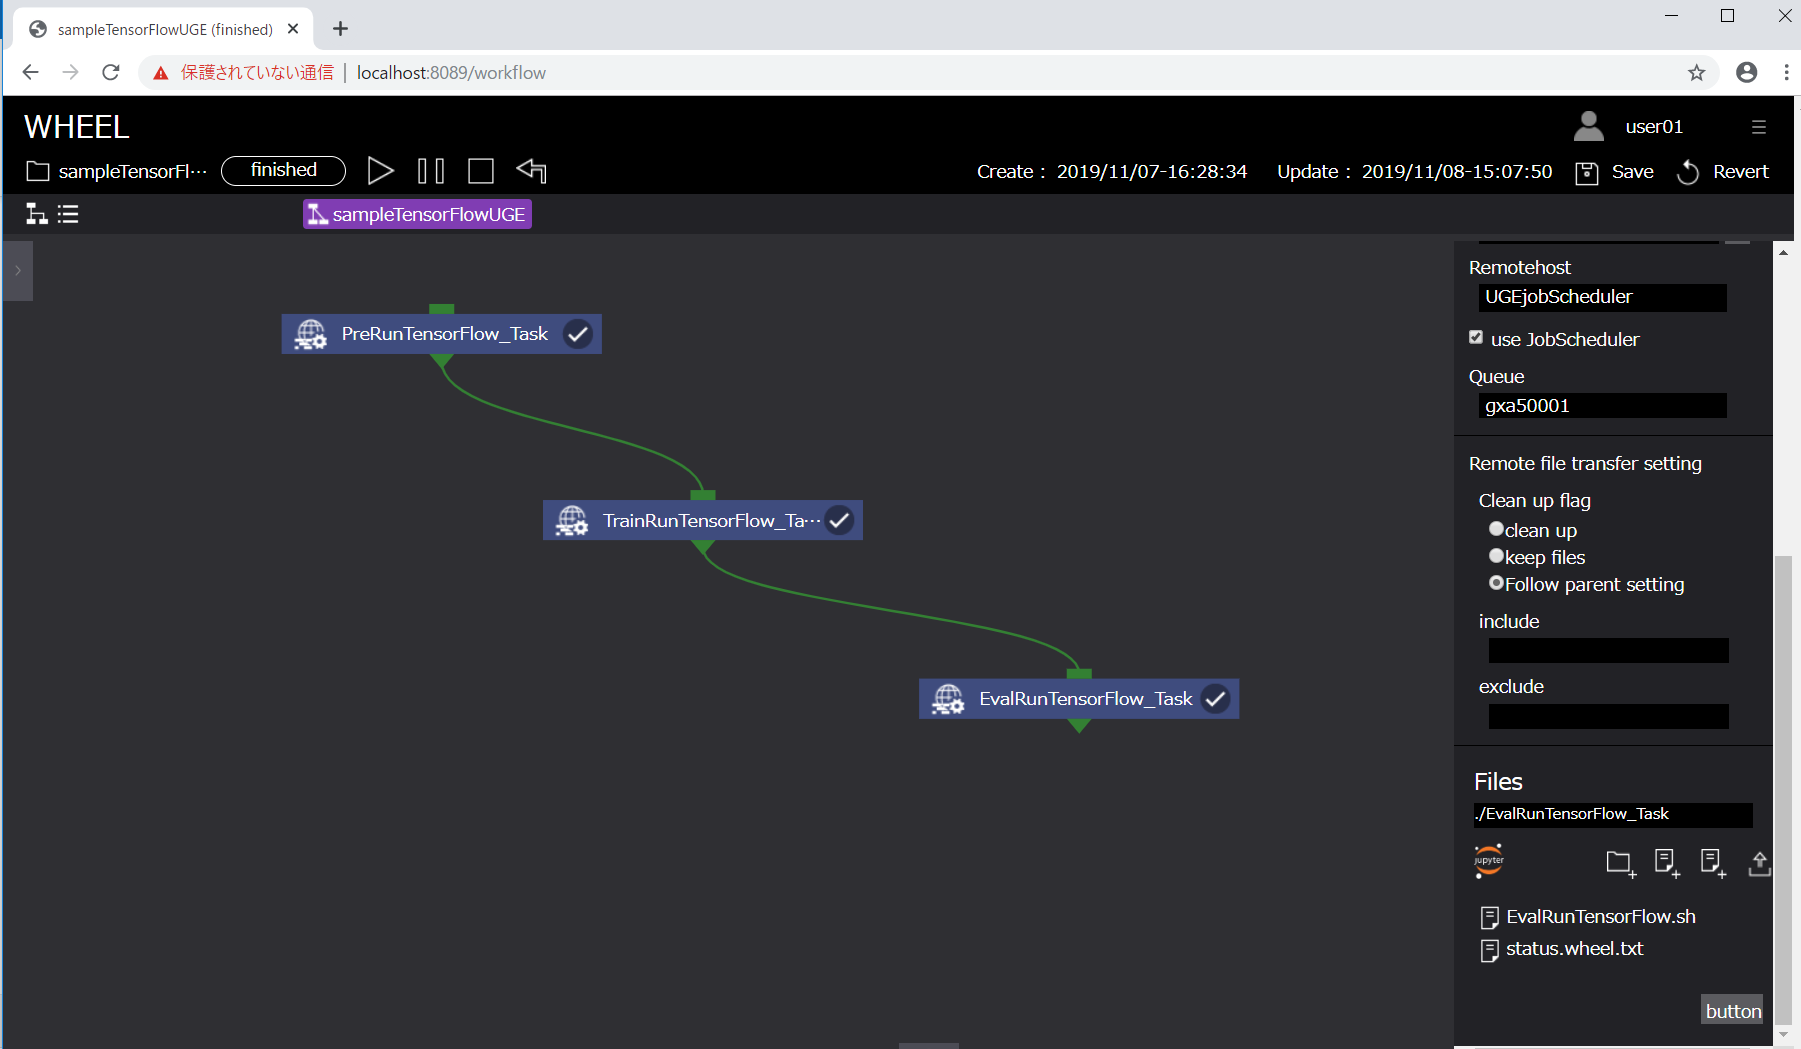 sampleTensorFlowUGE (finished)
保護されていない通信 | localhost:8089/workflow
WHEEL
user01
sampleTensorFl…
finished
Create : 2019/11/07-16:28:34
Update : 2019/11/08-15:07:50
Save
Revert
sampleTensorFlowUGE
PreRunTensorFlow_Task
TrainRunTensorFlow_Ta…
EvalRunTensorFlow_Task
Remotehost
UGEjobScheduler
use JobScheduler
Queue
gxa50001
Remote file transfer setting
Clean up flag
clean up
keep files
Follow parent setting
include
exclude
Files
./EvalRunTensorFlow_Task
jupyter
EvalRunTensorFlow.sh
status.wheel.txt
button